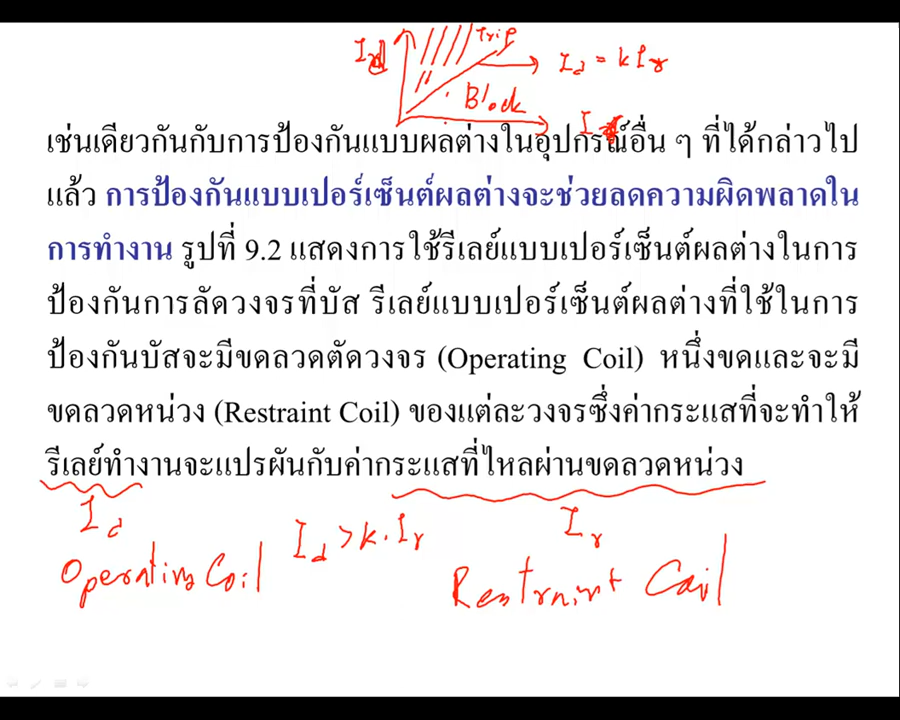 Trip
Id
Id = k Ir
Block
I
เช่นเดียวกันกับการป้องกันแบบผลต่างในอุปกรณ์อื่น ๆ ที่ได้กล่าวไป
แล้ว การป้องกันแบบเปอร์เซ็นต์ผลต่างจะช่วยลดความผิดพลาดใน
การทำงาน รูปที่ 9.2 แสดงการใช้รีเลย์แบบเปอร์เซ็นต์ผลต่างในการ
ป้องกันการลัดวงจรที่บัส รีเลย์แบบเปอร์เซ็นต์ผลต่างที่ใช้ในการ
ป้องกันบัสจะมีขดลวดตัดวงจร (Operating Coil) หนึ่งขดและจะมี
ขดลวดหน่วง (Restraint Coil) ของแต่ละวงจรซึ่งค่ากระแสที่จะทำให้
รีเลย์ทำงานจะแปรผันกับค่ากระแสที่ไหลผ่านขดลวดหน่วง
Id Id > k . Ir Ir
Operating Coil Restraint Coil